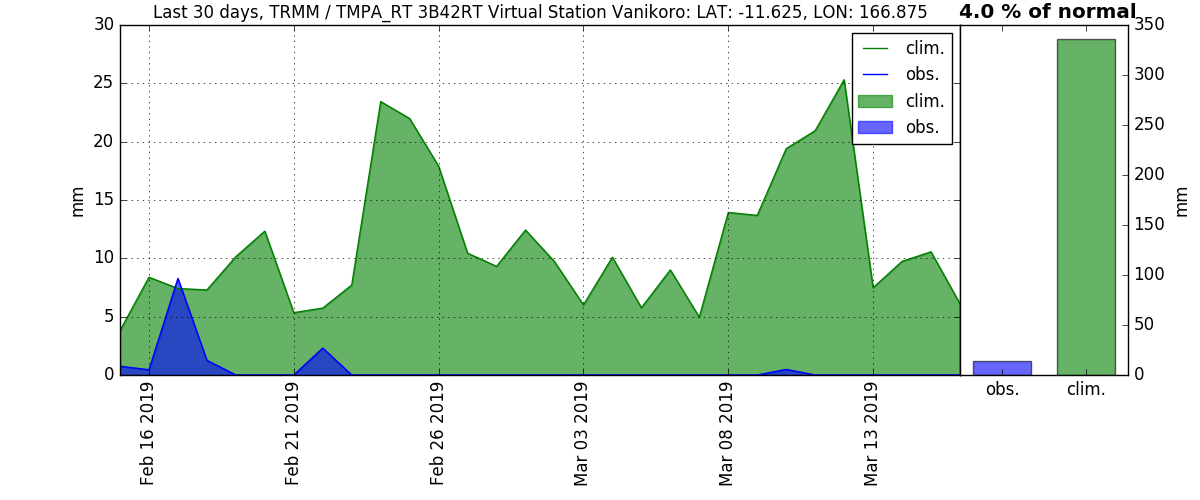 Last 30 days, TRMM / TMPA_RT 3B42RT Virtual Station Vanikoro: LAT: -11.625, LON: 166.875
4.0 % of normal
30
25
20
15
10
5
0
mm
clim.
obs.
clim.
obs.
Feb 16 2019
Feb 21 2019
Feb 26 2019
Mar 03 2019
Mar 08 2019
Mar 13 2019
350
300
250
200
150
100
50
0
mm
obs.
clim.